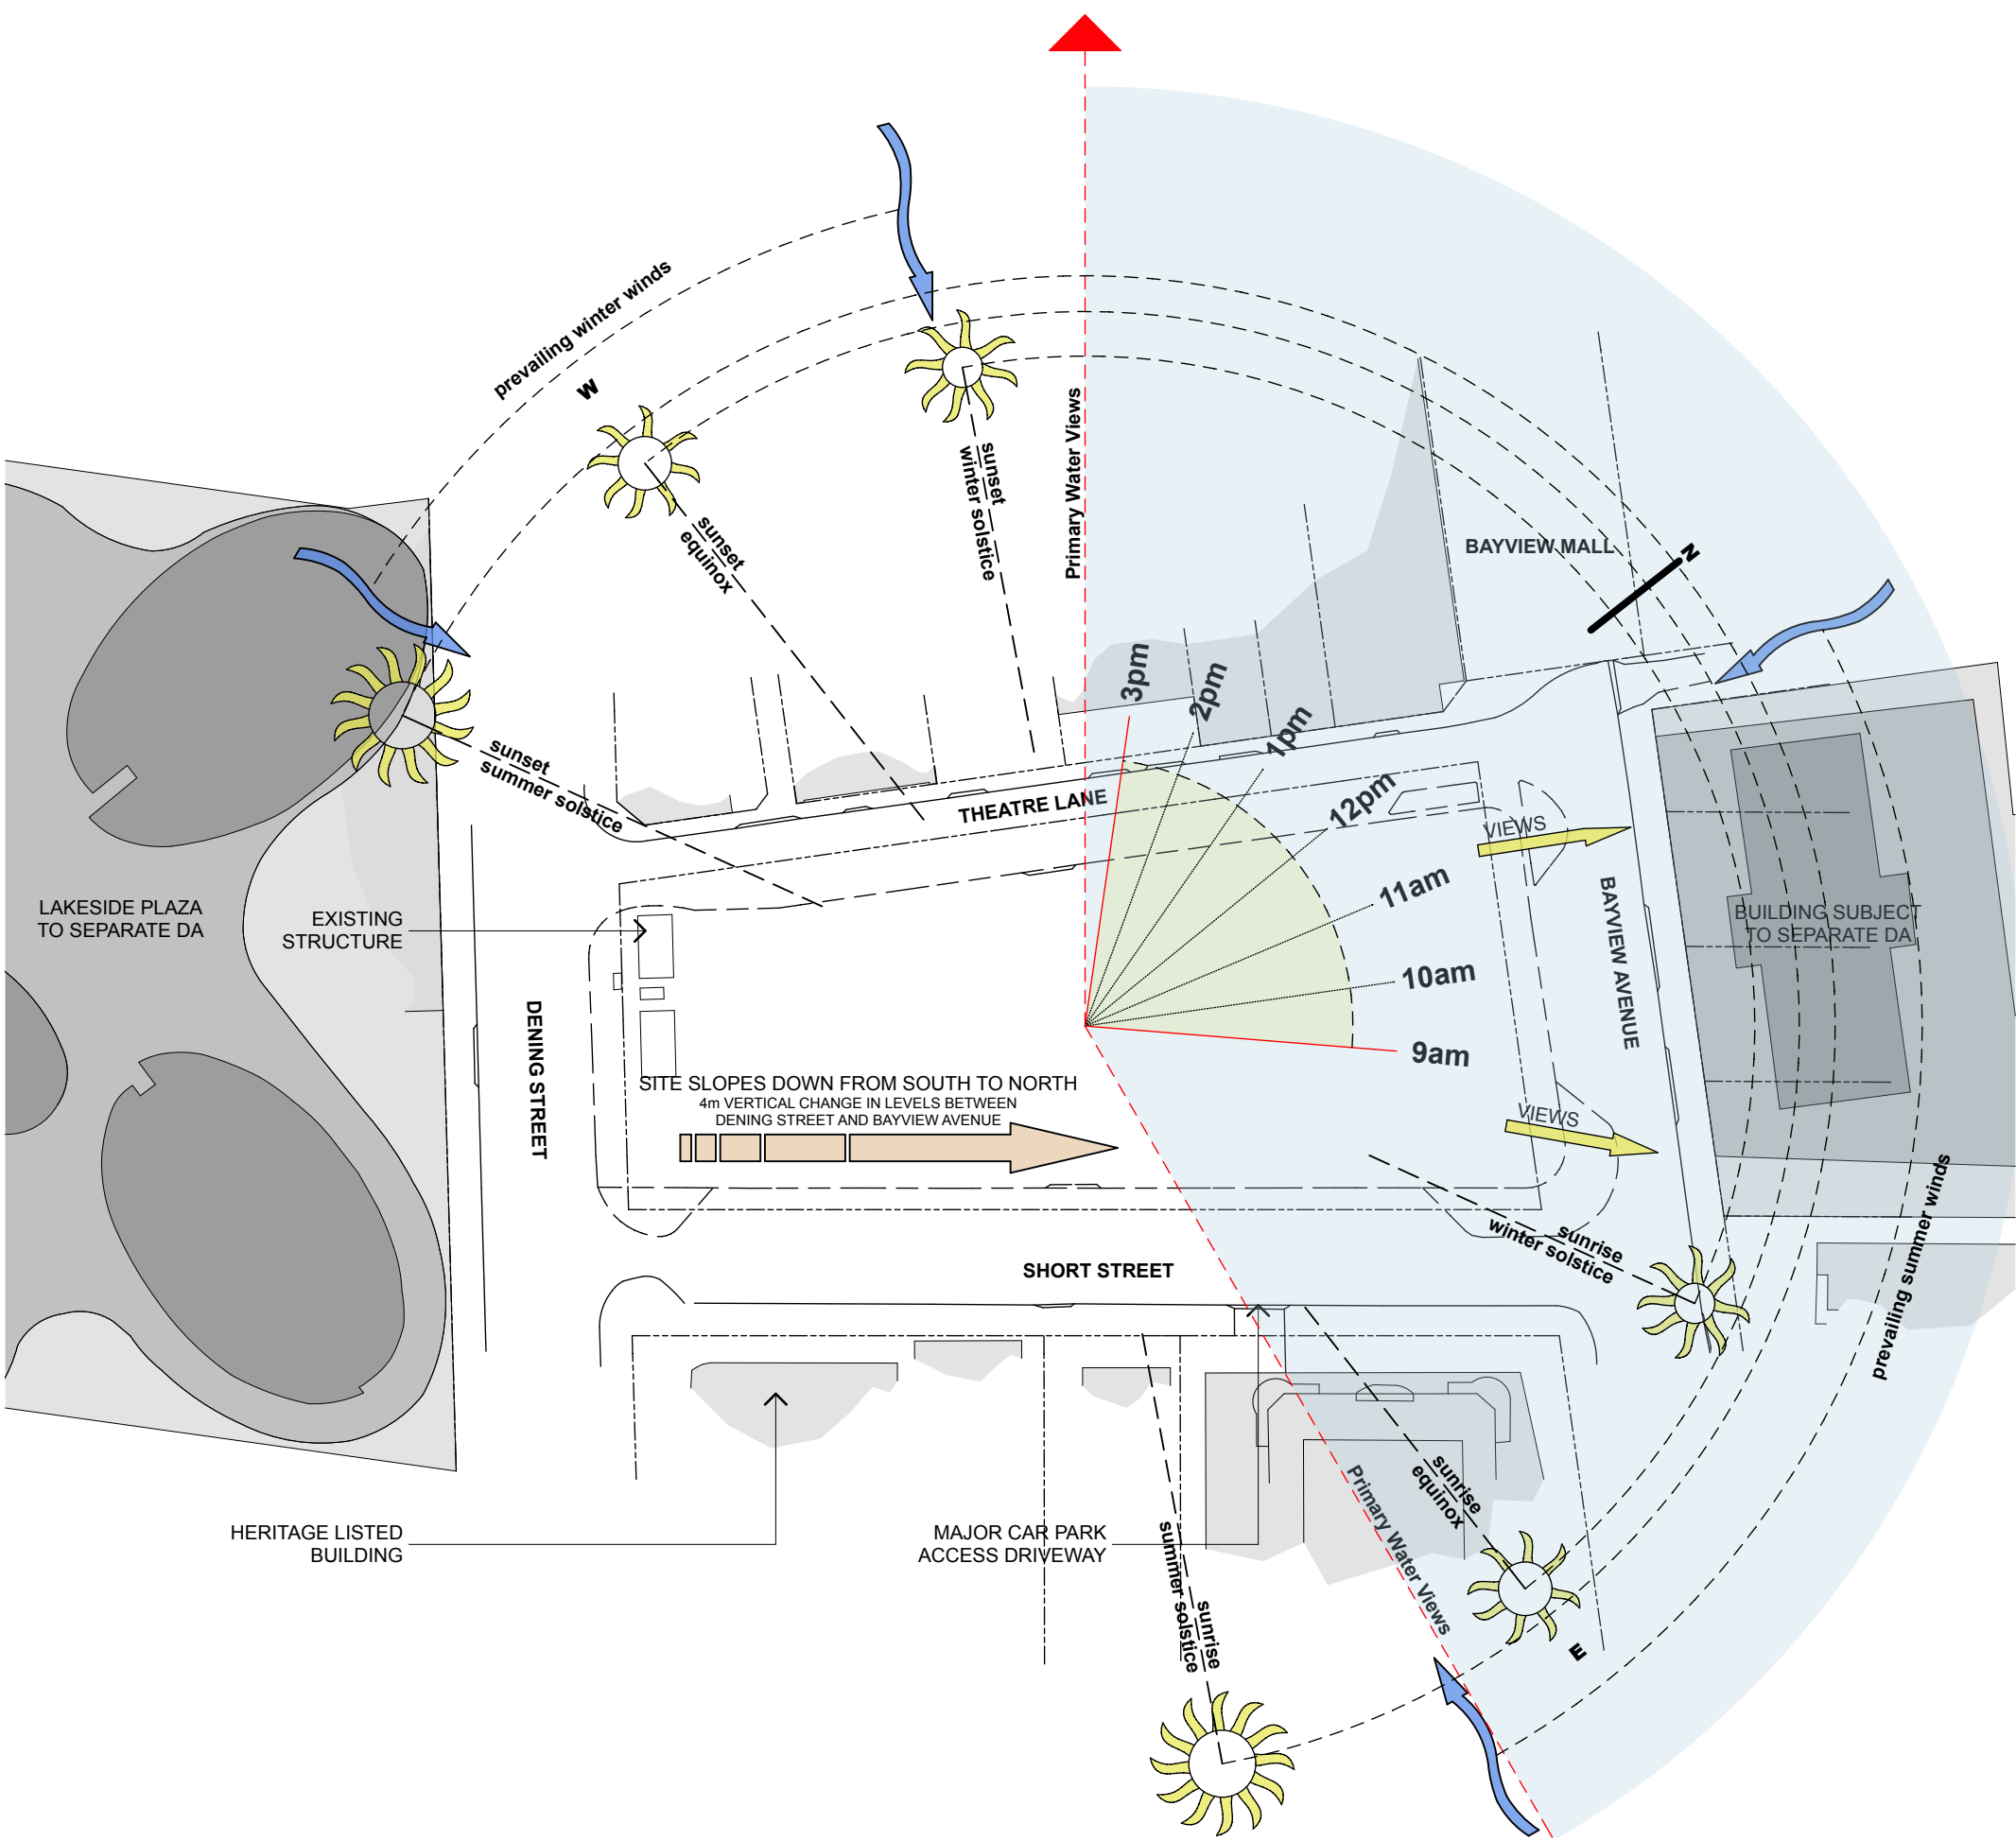 prevailing winter winds
W
sunset
winter solstice
Primary Water Views
sunset
equinox
BAYVIEW MALL
N
3pm
2pm
1pm
sunset
summer solstice
12pm
THEATRE LANE
VIEWS
11am
LAKESIDE PLAZA
TO SEPARATE DA
EXISTING
STRUCTURE
BAYVIEW AVENUE
BUILDING SUBJECT
TO SEPARATE DA
10am
9am
DENING STREET
SITE SLOPES DOWN FROM SOUTH TO NORTH
4m VERTICAL CHANGE IN LEVELS BETWEEN
DENING STREET AND BAYVIEW AVENUE
VIEWS
sunrise
winter solstice
prevailing summer winds
SHORT STREET
sunrise
equinox
Primary Water Views
HERITAGE LISTED
BUILDING
MAJOR CAR PARK
ACCESS DRIVEWAY
sunrise
summer solstice
E